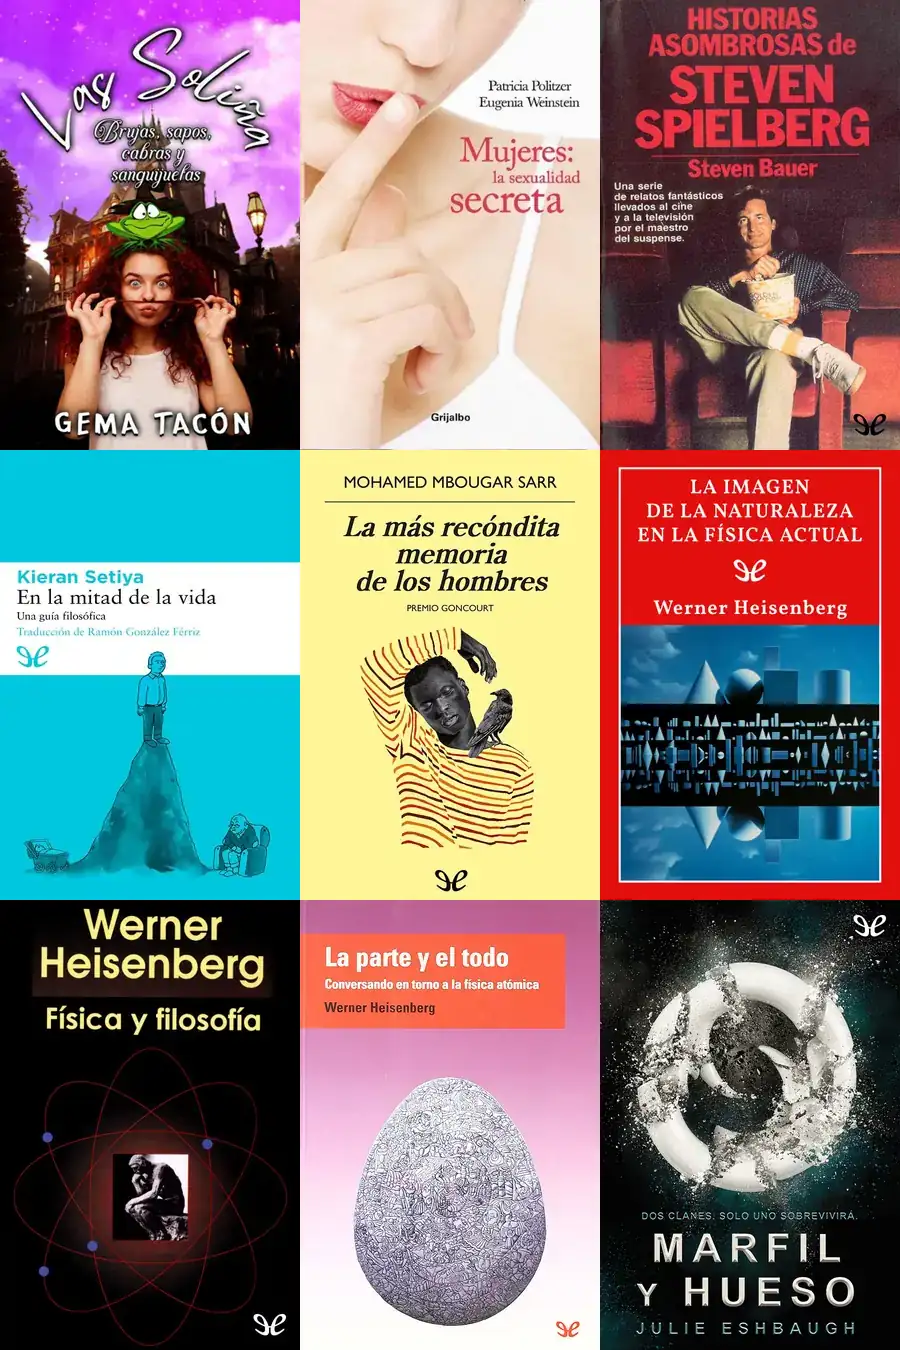 Las Soliña
Brujas, sapos,
cabras y
sanguijuelas
GEMA TACÓN
Patricia Politzer
Eugenia Weinstein
Mujeres:
la sexualidad
secreta
Grijalbo
HISTORIAS
ASOMBROSAS de
STEVEN
SPIELBERG
Steven Bauer
Una serie
de relatos fantásticos
llevados al cine
y a la televisión
por el maestro
del suspense.
Kieran Setiya
En la mitad de la vida
Una guía filosófica
Traducción de Ramón González Férriz
MOHAMED MBOUGAR SARR
La más recóndita
memoria
de los hombres
PREMIO GONCOURT
LA IMAGEN
DE LA NATURALEZA
EN LA FÍSICA ACTUAL
Werner Heisenberg
Werner
Heisenberg
Física y filosofía
La parte y el todo
Conversando en torno a la física atómica
Werner Heisenberg
DOS CLANES. SOLO UNO SOBREVIVIRÁ.
MARFIL
Y HUESO
JULIE ESHBAUGH